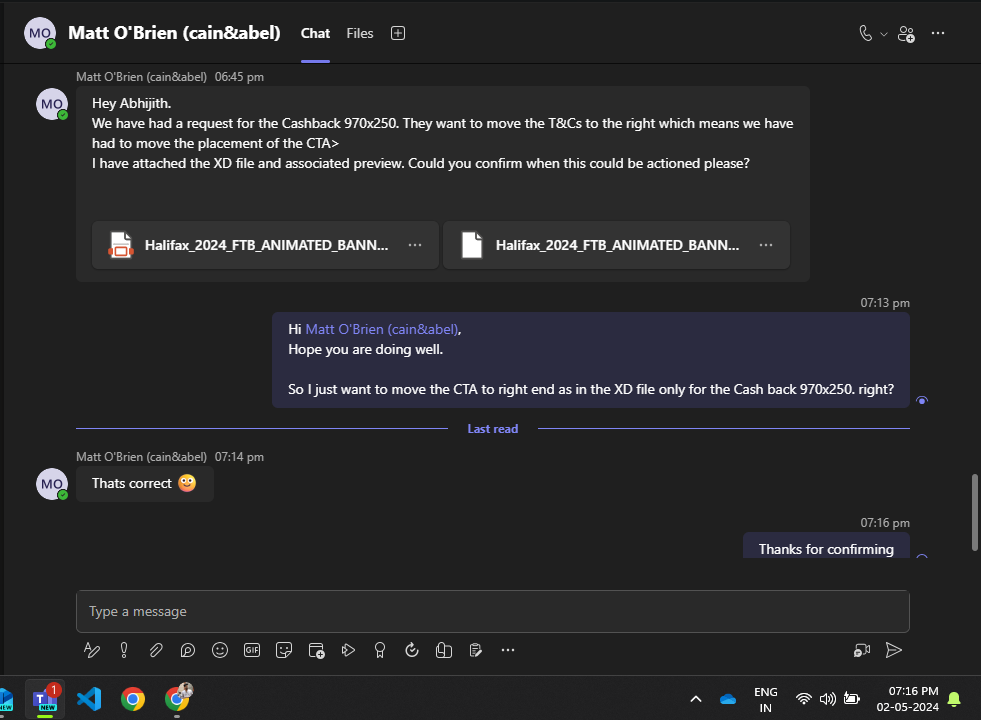 MO
Matt O'Brien (cain&abel)
Chat
Files
Matt O'Brien (cain&abel) 06:45 pm
MO
Hey Abhijith.
We have had a request for the Cashback 970x250. They want to move the T&Cs to the right which means we have
had to move the placement of the CTA>
I have attached the XD file and associated preview. Could you confirm when this could be actioned please?
Halifax_2024_FTB_ANIMATED_BANN...
Halifax_2024_FTB_ANIMATED_BANN...
07:13 pm
Hi Matt O'Brien (cain&abel),
Hope you are doing well.
So I just want to move the CTA to right end as in the XD file only for the Cash back 970x250. right?
Last read
Matt O'Brien (cain&abel) 07:14 pm
MO
Thats correct
07:16 pm
Thanks for confirming
Type a message
GIF
NEW
T
1
NEW
ENG
IN
07:16 PM
02-05-2024